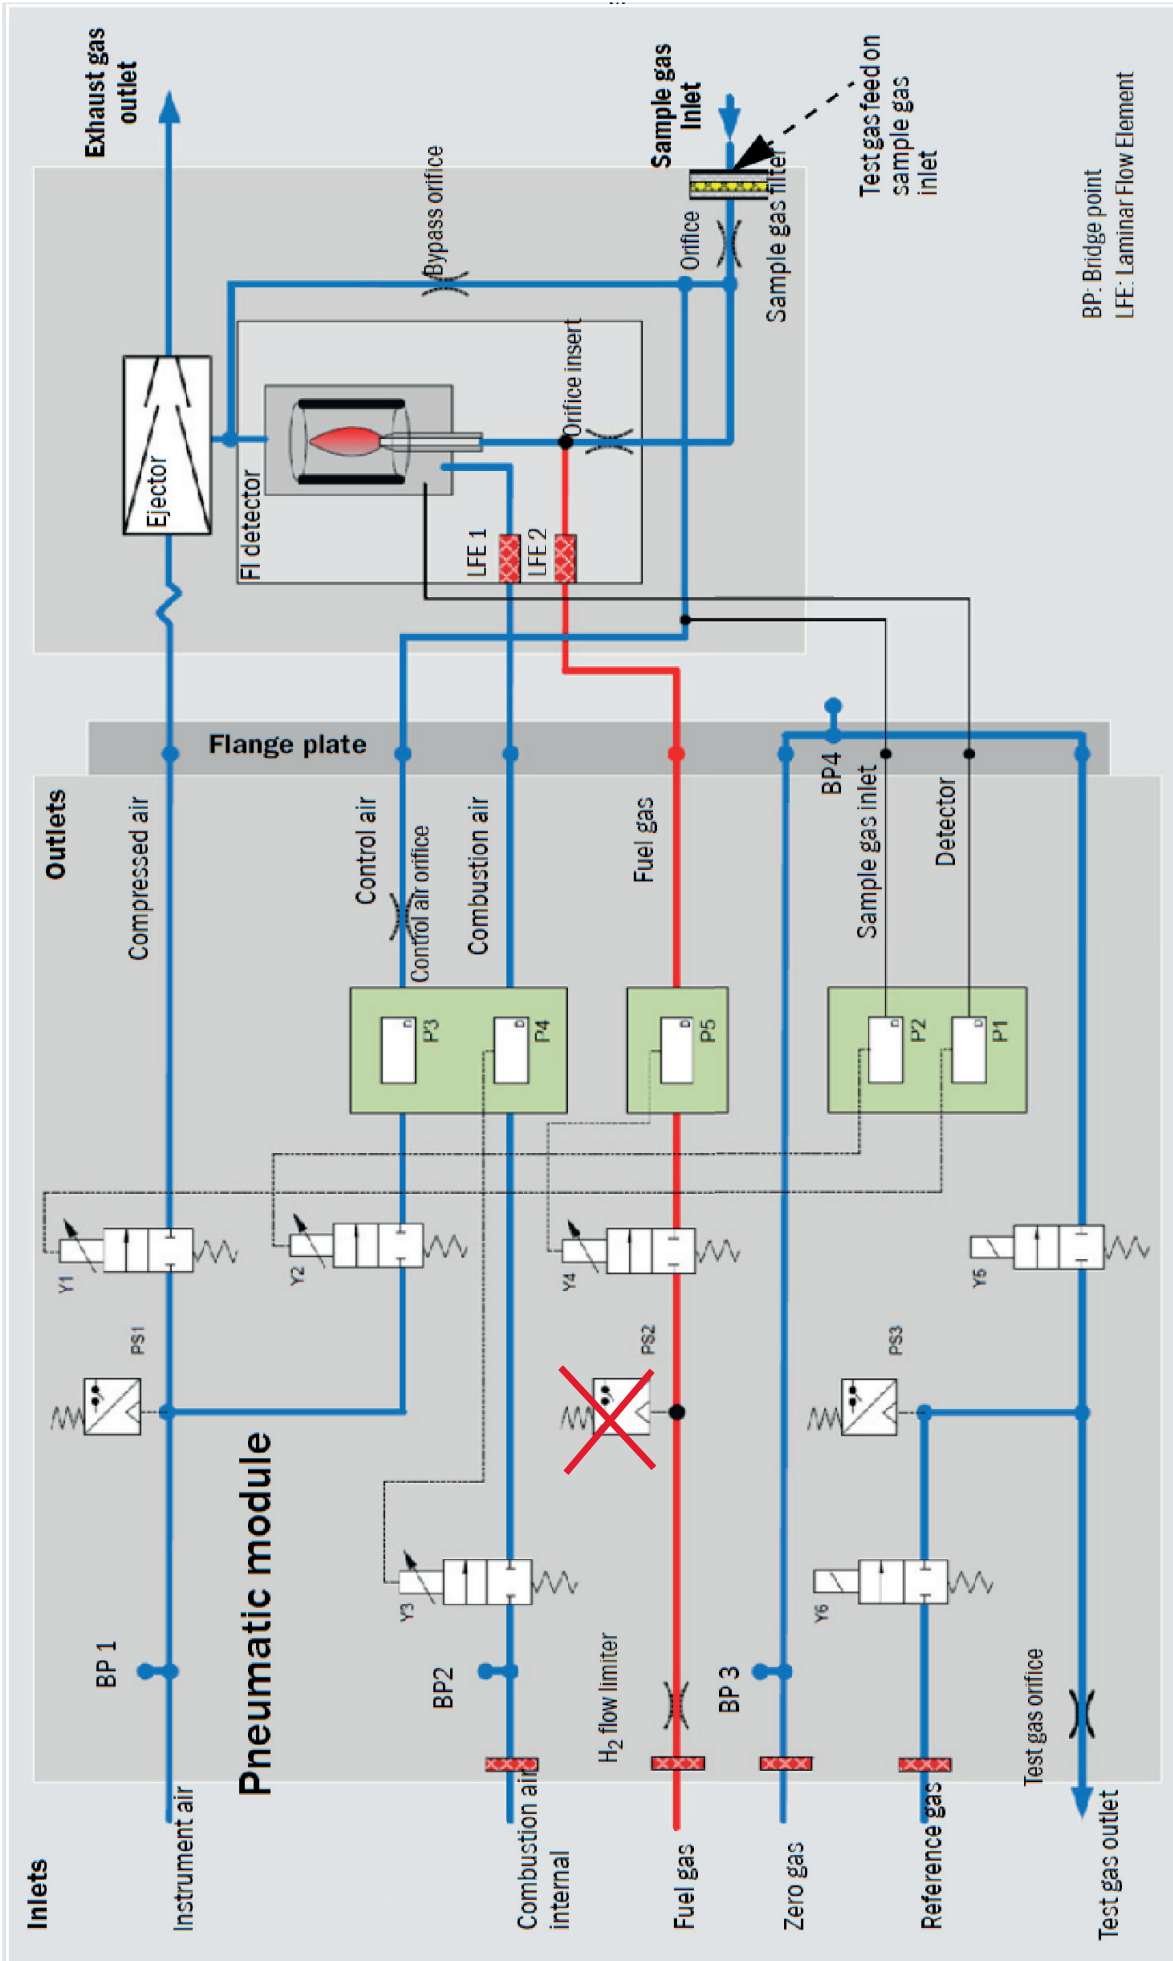 Exhaust gas
outlet
Sample gas
Inlet
Test gas feed on
sample gas
inlet
Sample gas filter
Orifice
Bypass orifice
Orifice insert
Ejector
FI detector
LFE 1
LFE 2
BP: Bridge point
LFE: Laminar Flow Element
Flange plate
Outlets
Compressed air
Control air
Control air orifice
Combustion air
Fuel gas
BP4
Sample gas inlet
Detector
P3
P4
P5
P2
P1
Y1
Y2
Y4
Y5
PS1
PS2
PS3
Pneumatic module
Y3
Y6
BP 1
BP2
H2 flow limiter
BP 3
Test gas orifice
Inlets
Instrument air
Combustion air
internal
Fuel gas
Zero gas
Reference gas
Test gas outlet